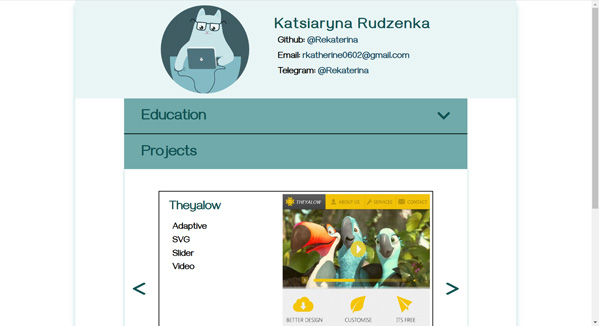 Katsiaryna Rudzenka
Github: @Rekaterina
Email: rkatherine0602@gmail.com
Telegram: @Rekaterina
Education
Projects
Theyalow
Adaptive
SVG
Slider
Video
THEYALOW ABOUT US SERVICES CONTACT
BETTER DESIGN CUSTOMISE ITS FREE
< >